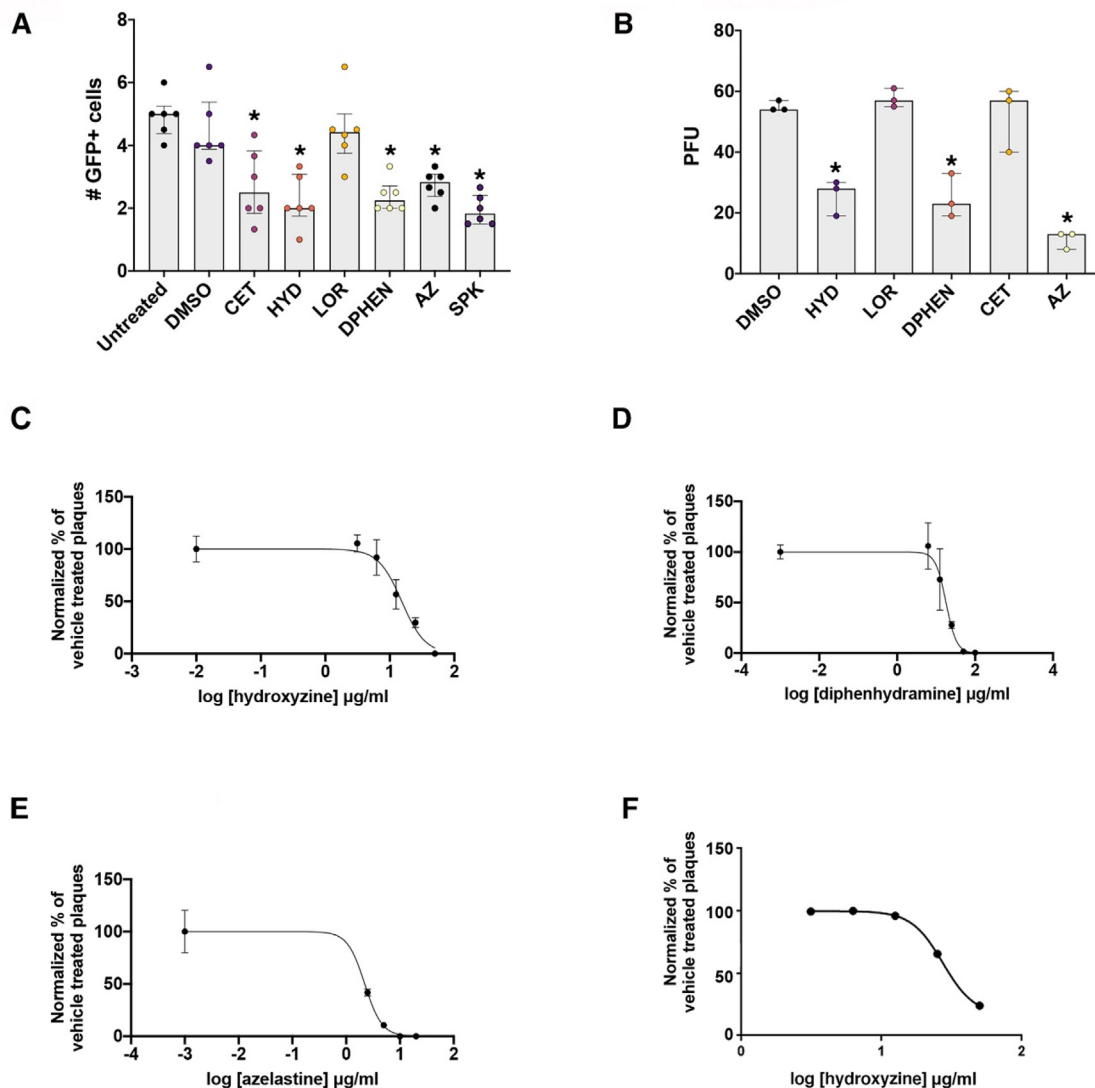 A
# GFP+ cells
8
6
4
2
0
*
*
*
*
*
Untreated
DMSO
CET
HYD
LOR
DPHEN
AZ
SPK
B
PFU
80
60
40
20
0
*
*
*
DMSO
HYD
LOR
DPHEN
CET
AZ
C
Normalized % of
vehicle treated plaques
150
100
50
0
-3 -2 -1 0 1 2
log [hydroxyzine] µg/ml
D
Normalized % of
vehicle treated plaques
150
100
50
0
-4 -2 0 2 4
log [diphenhydramine] µg/ml
E
Normalized % of
vehicle treated plaques
150
100
50
0
-4 -3 -2 -1 0 1 2
log [azelastine] µg/ml
F
Normalized % of
vehicle treated plaques
150
100
50
0
0 1 2
log [hydroxyzine] µg/ml